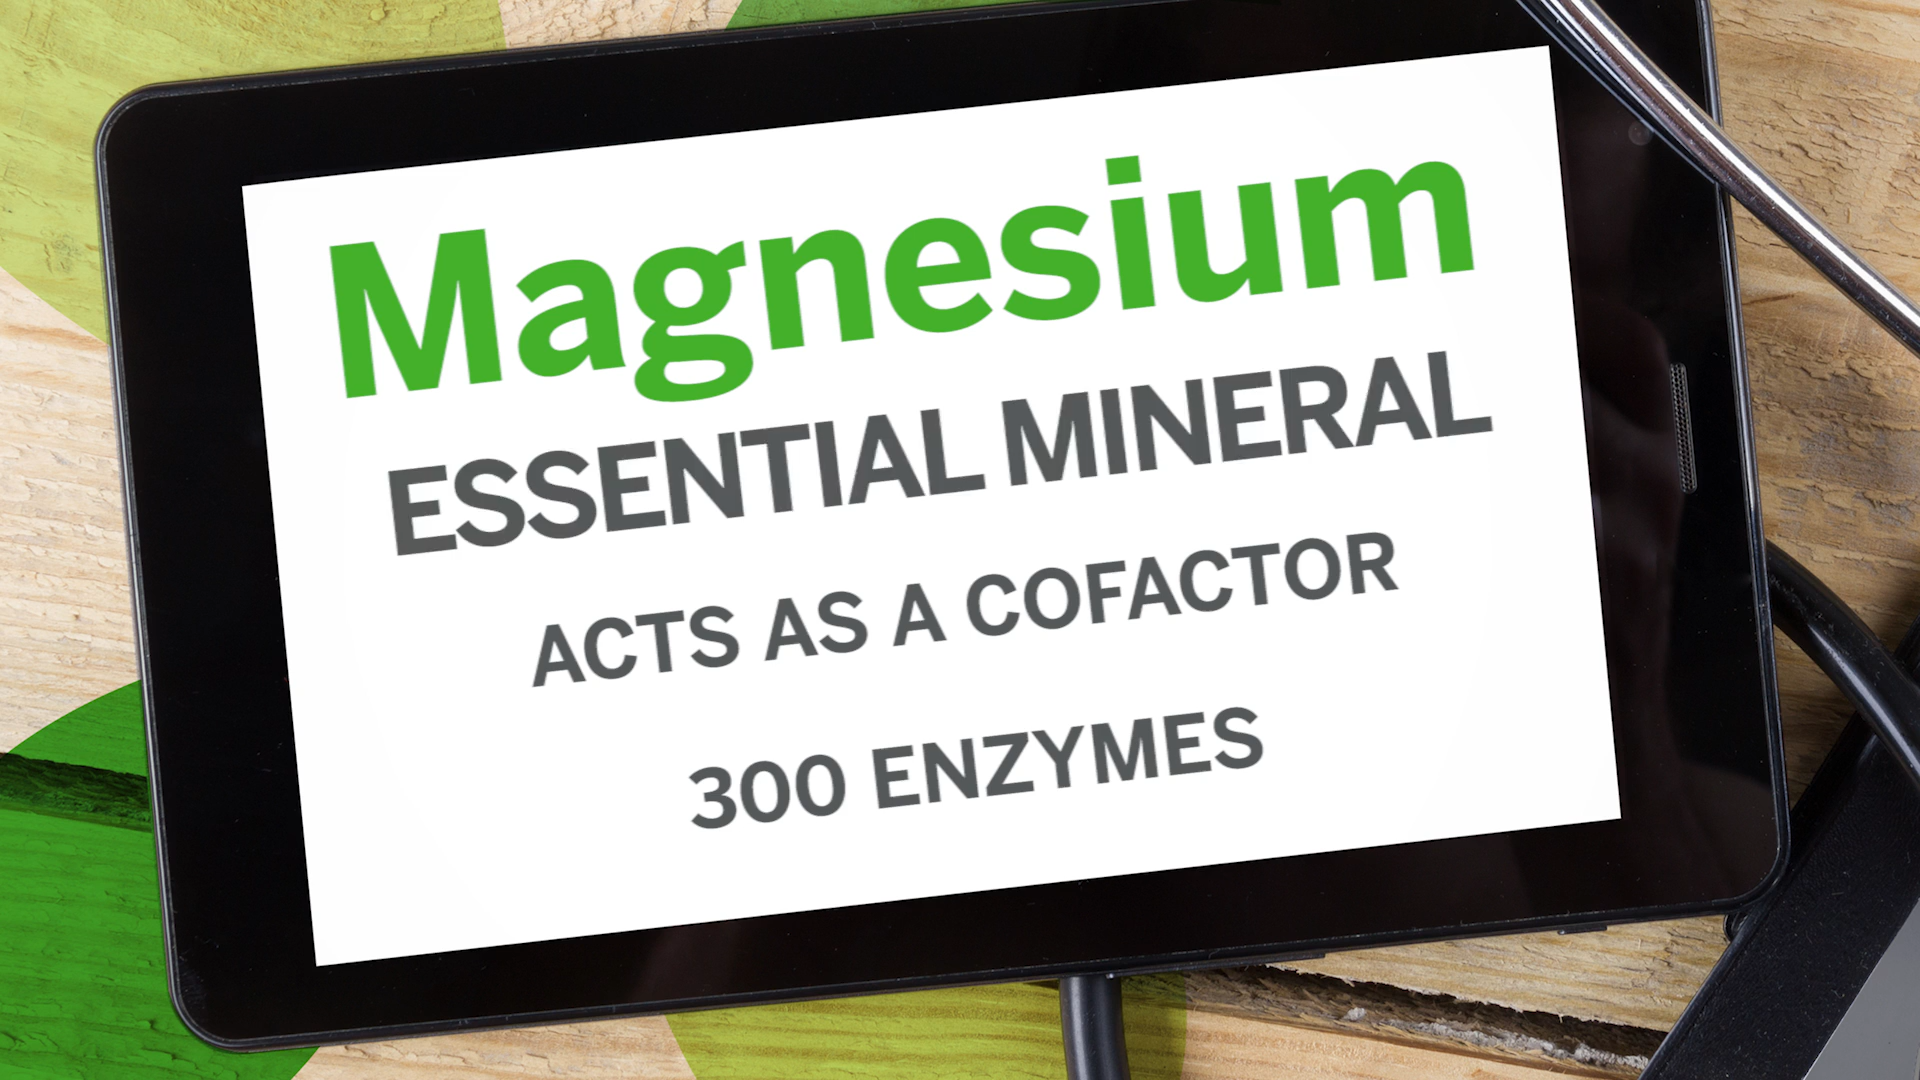 Magnesium
ESSENTIAL MINERAL
ACTS AS A COFACTOR
300 ENZYMES